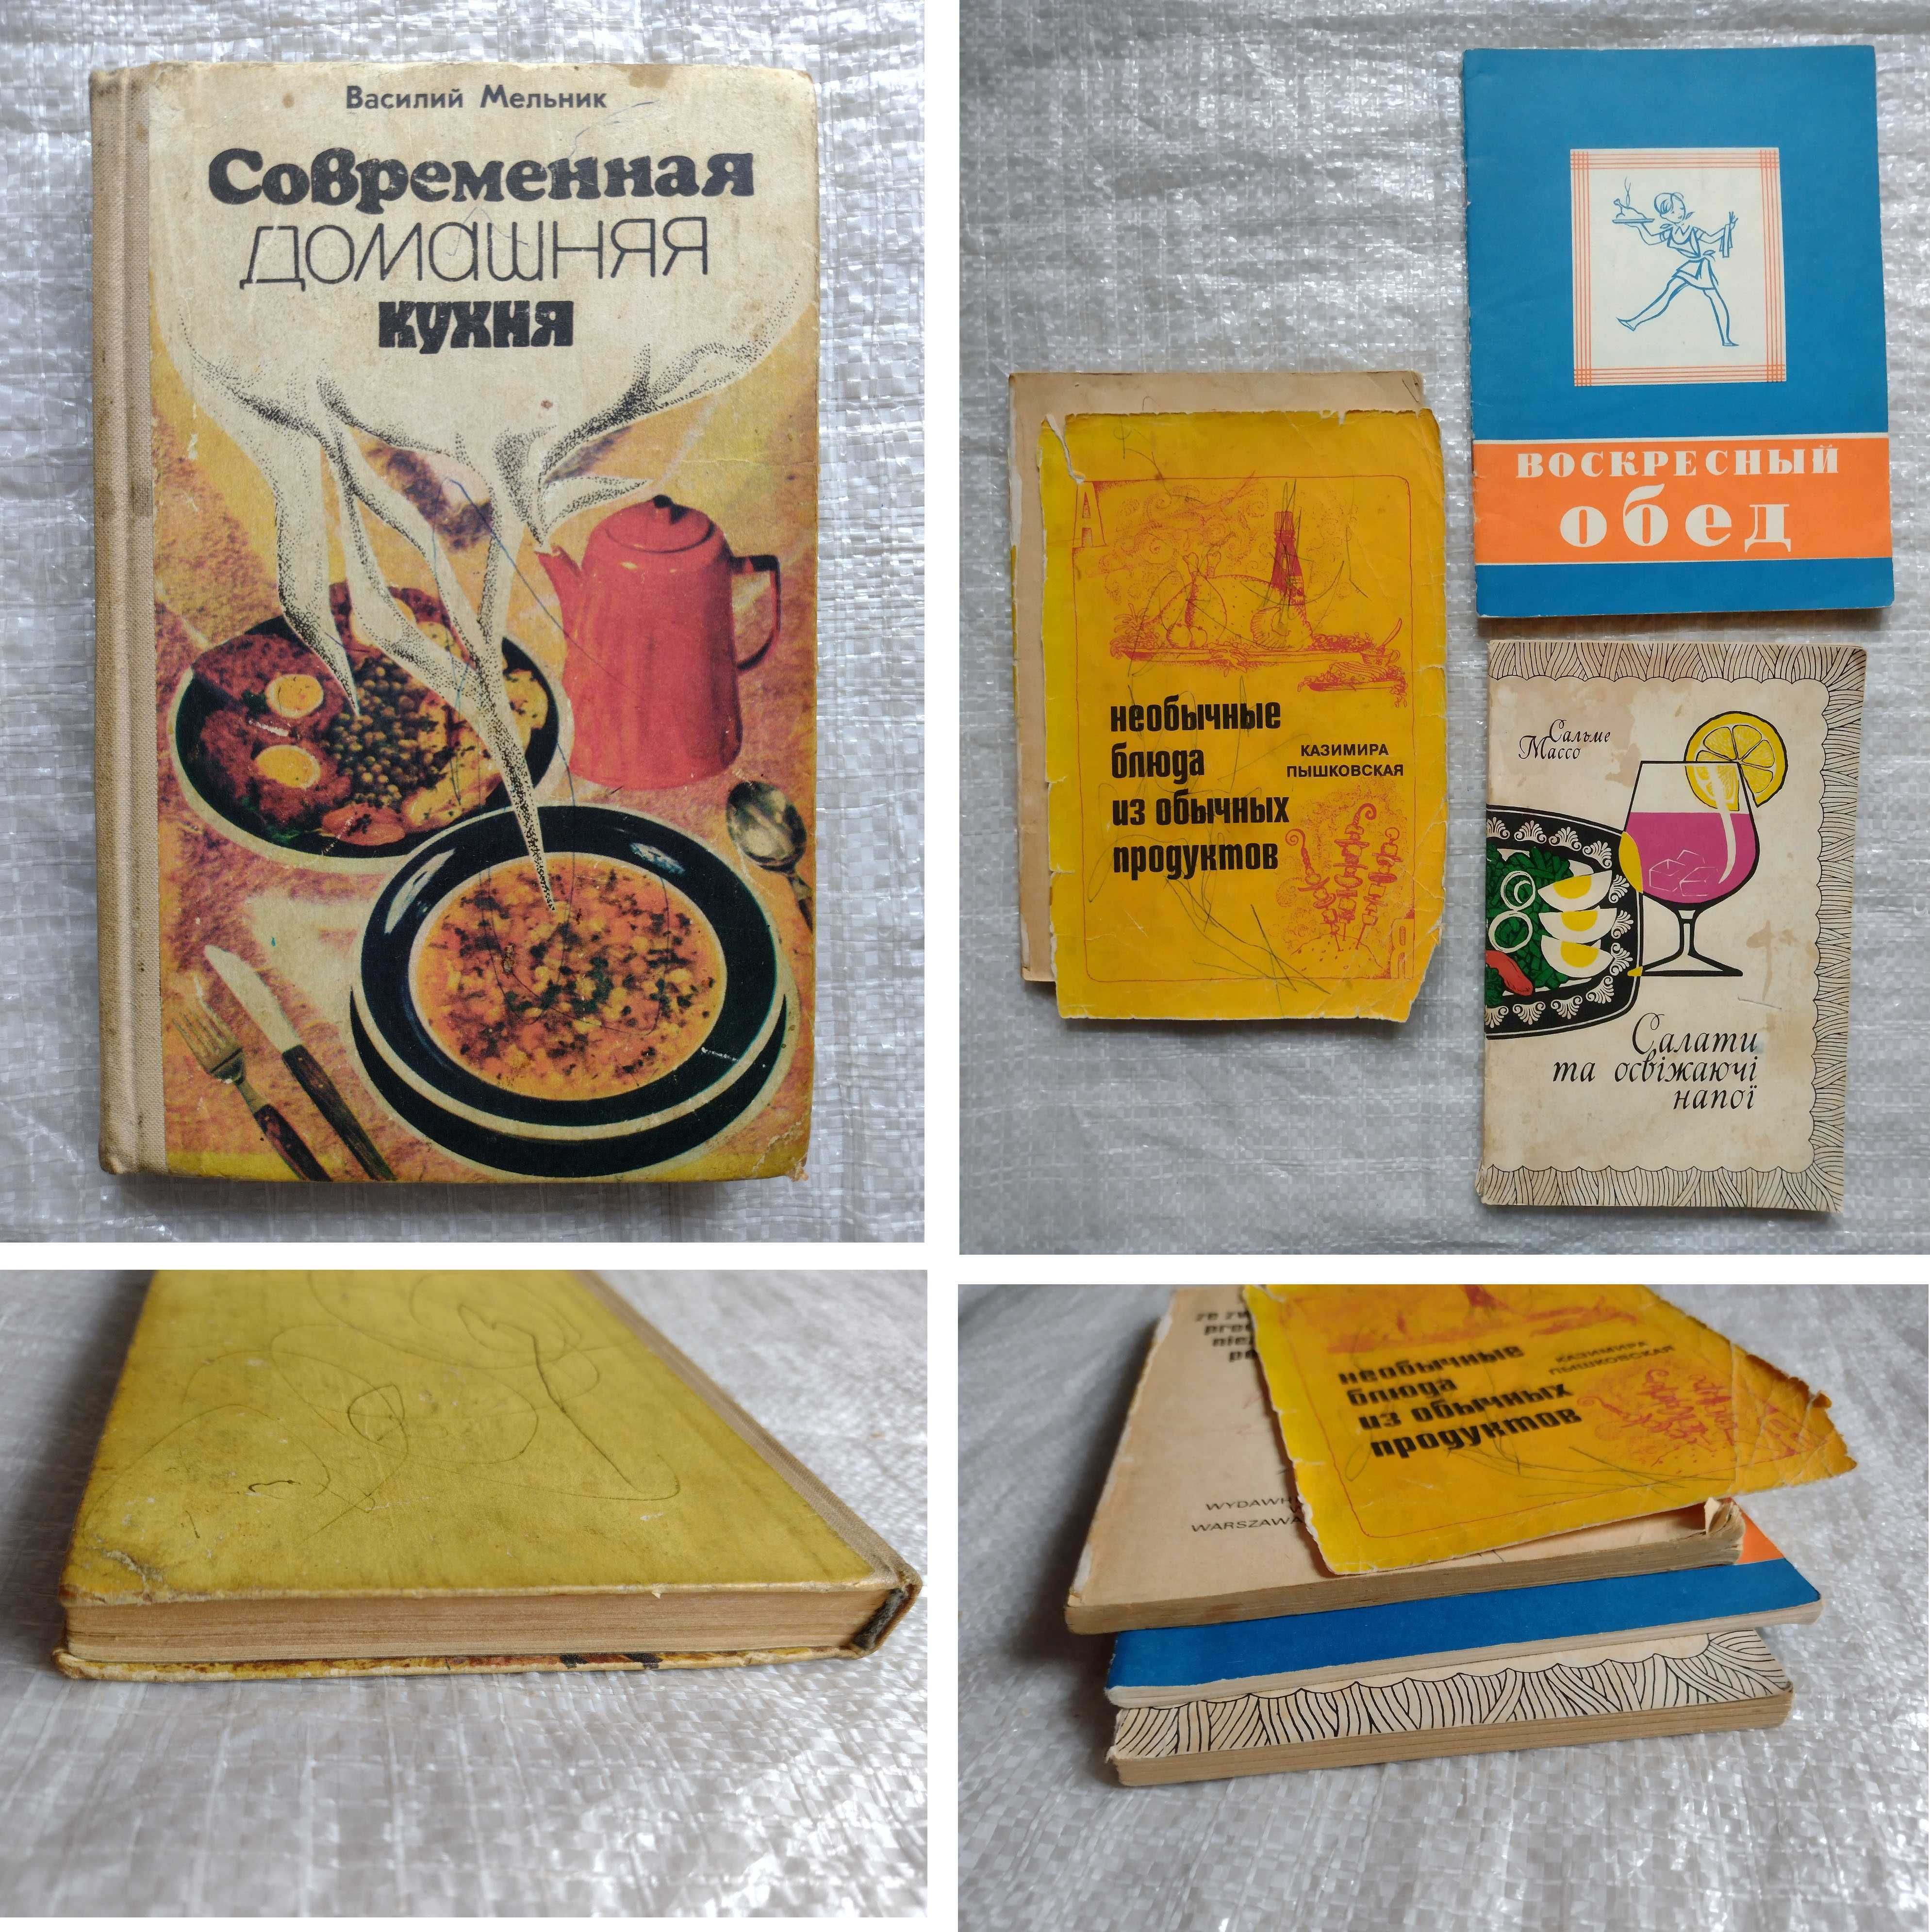 Василий Мельник
Современная
домашняя
кухня
ВОСКРЕСНЫЙ
обед
А
необычные
блюда
из обычных
продуктов
КАЗИМИРА
ПЫШКОВСКАЯ
Я
Сальме
Массо
Салати
та освіжаючі
напої
необычные
блюда
из обычных
продуктов
КАЗИМИРА
ПЫШКОВСКАЯ
WARSZAWA